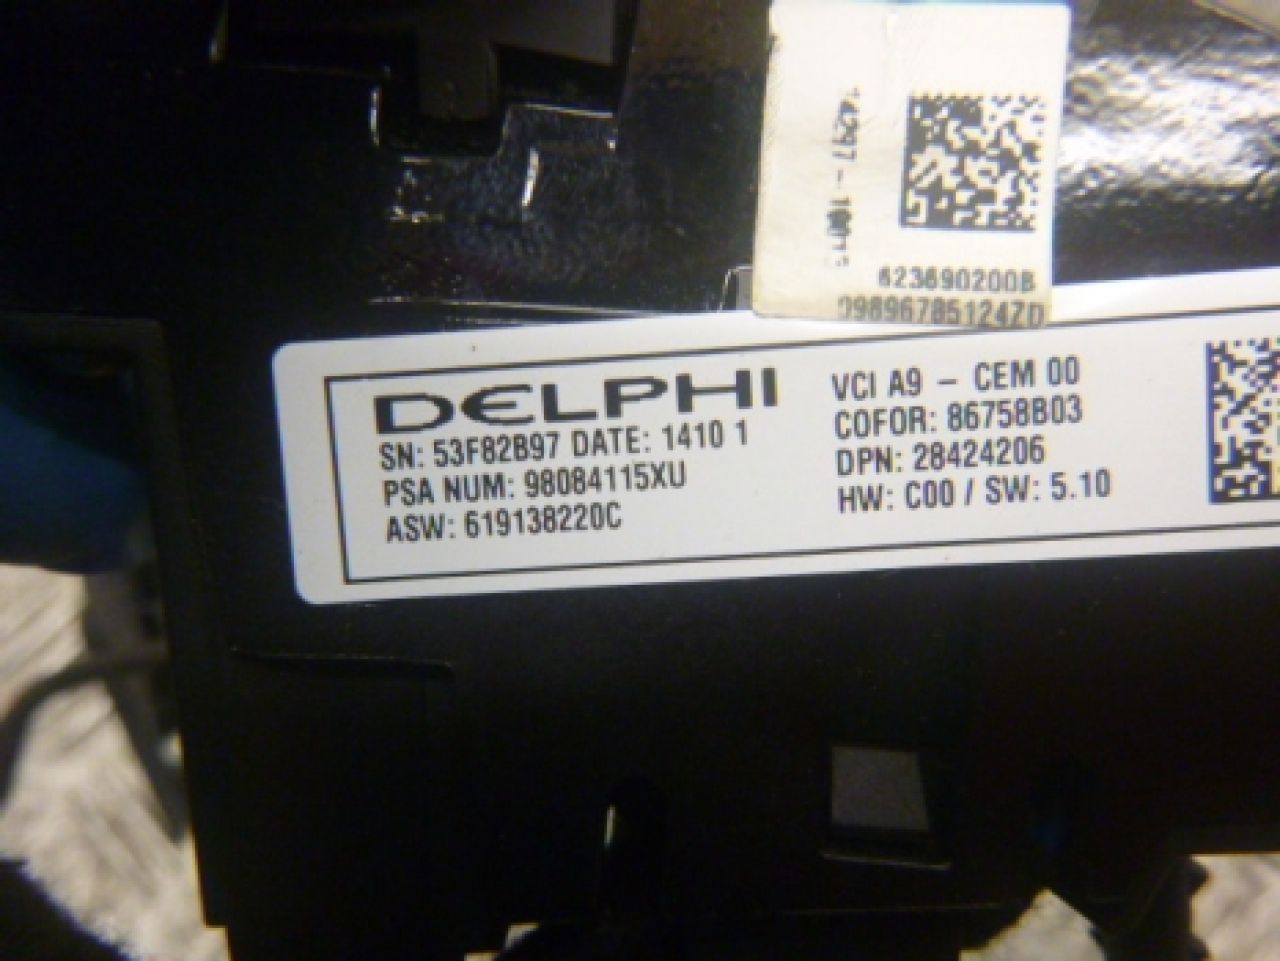 623690200B
09896785124ZD
DELPHI
SN: 53F82B97 DATE: 1410 1
PSA NUM: 98084115XU
ASW: 619138220C
VCI A9 - CEM 00
COFOR: 86758B03
DPN: 28424206
HW: C00 / SW: 5.10